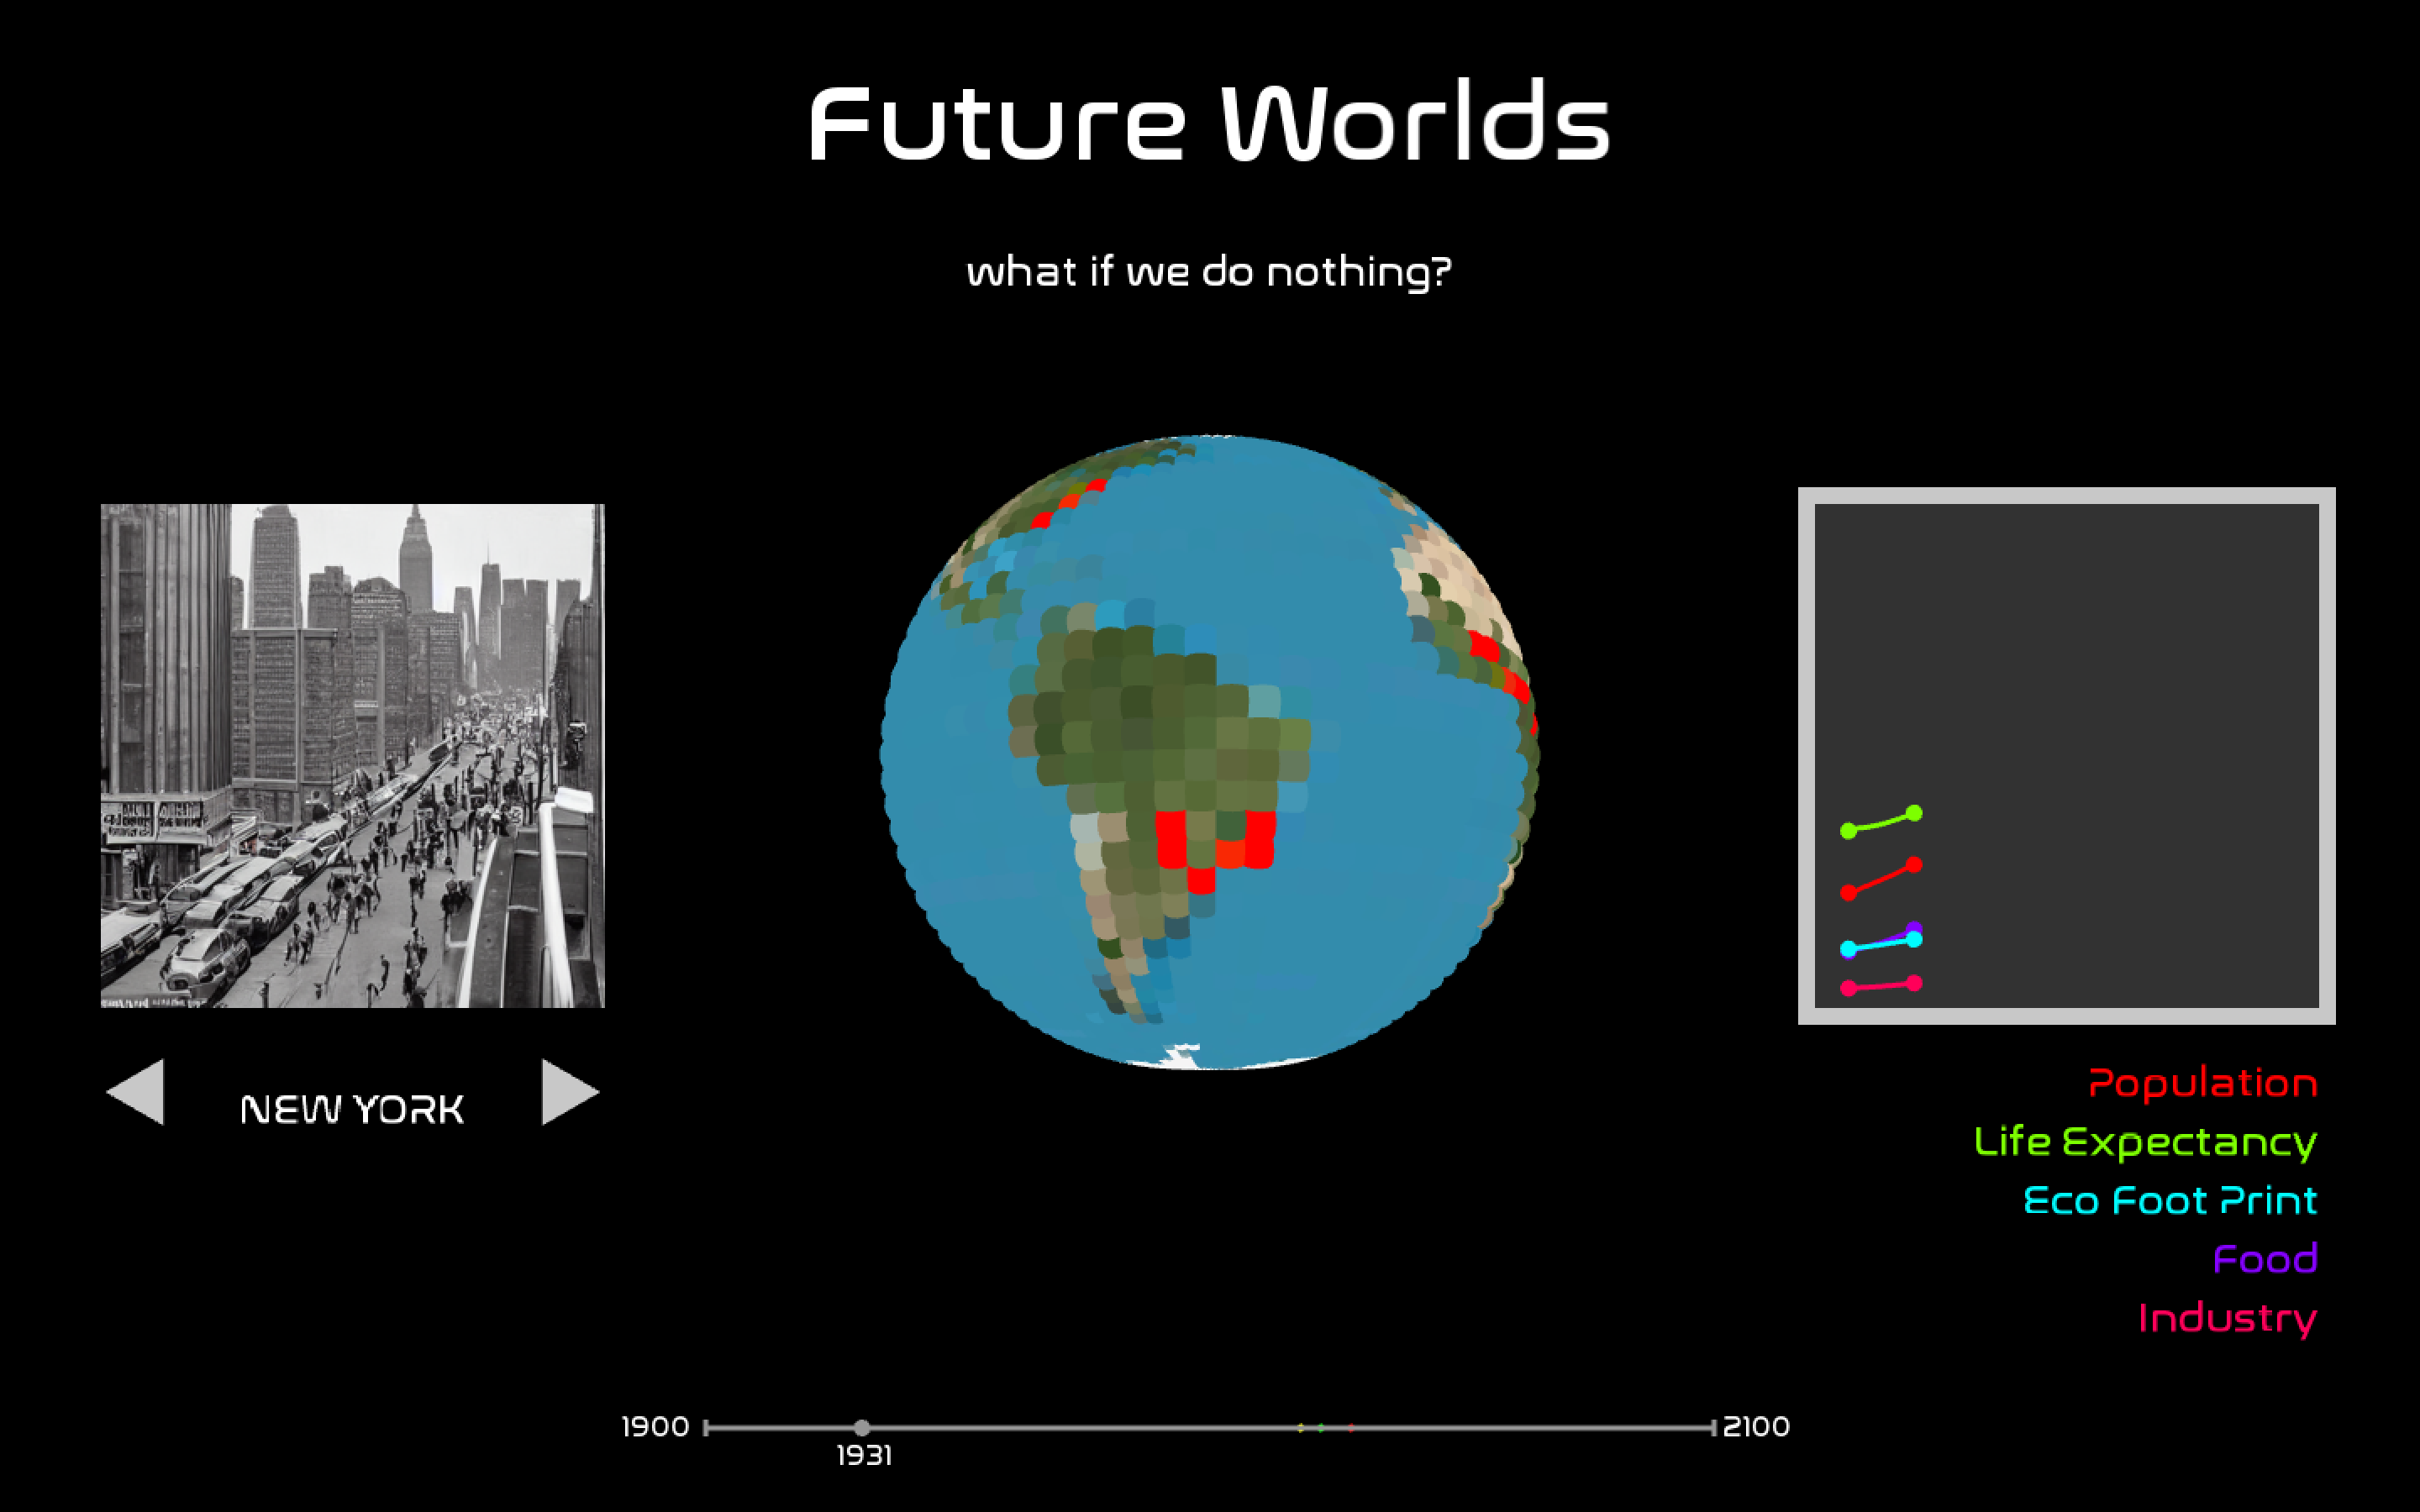 Future Worlds
what if we do nothing?
NEW YORK
Population
Life Expectancy
Eco Foot Print
Food
Industry
1900
2100
1931